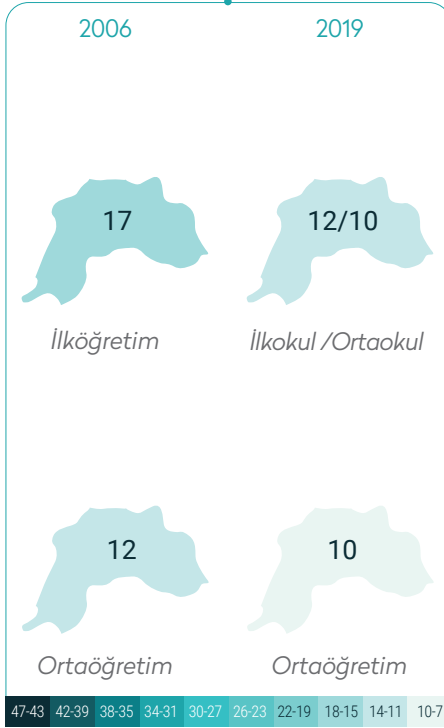 2006 2019
17 12/10
İlköğretim İlkokul /Ortaokul
12 10
Ortaöğretim Ortaöğretim
47-43 42-39 38-35 34-31 30-27 26-23 22-19 18-15 14-11 10-7